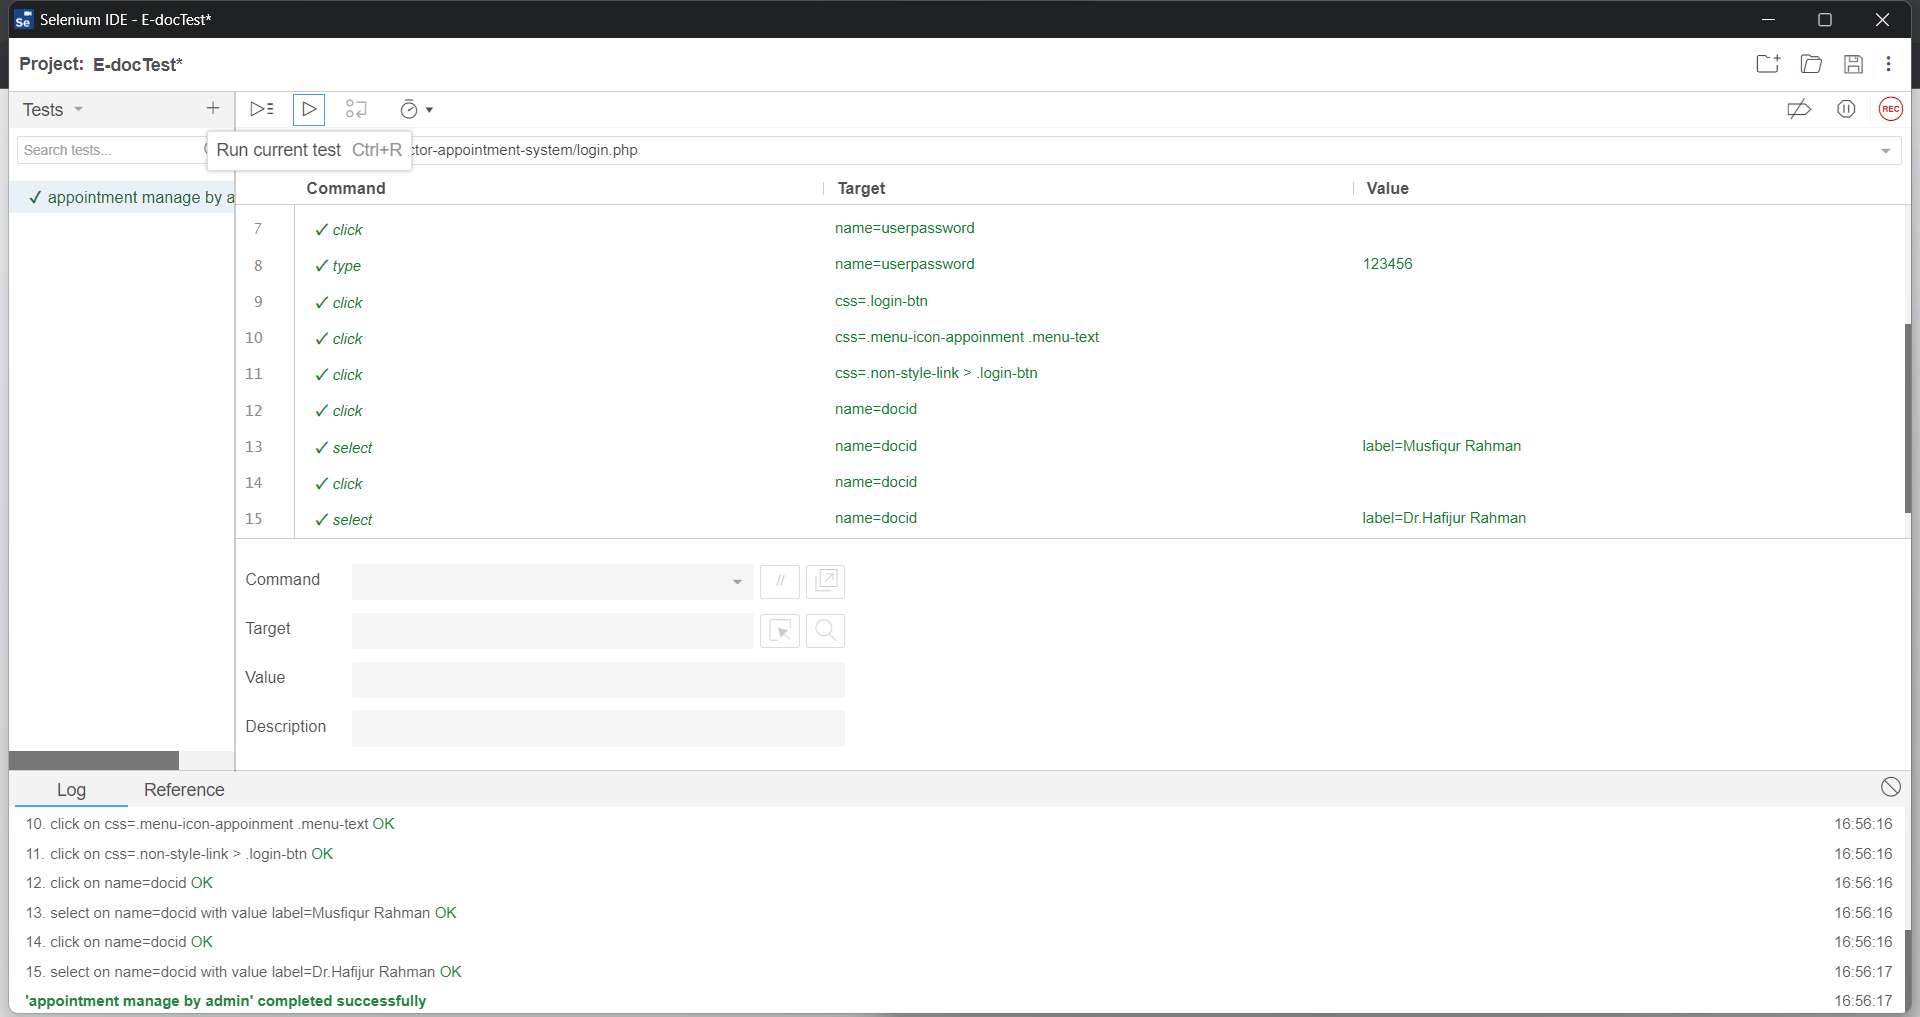 Selenium IDE - E-docTest*
Project: E-docTest*
Tests
Run current test Ctrl+R
Search tests...
tor-appointment-system/login.php
appointment manage by a
Command Target Value
7 ✓ click name=userpassword
8 ✓ type name=userpassword 123456
9 ✓ click css=.login-btn
10 ✓ click css=.menu-icon-appoinment .menu-text
11 ✓ click css=.non-style-link > .login-btn
12 ✓ click name=docid
13 ✓ select name=docid label=Musfiqur Rahman
14 ✓ click name=docid
15 ✓ select name=docid label=Dr.Hafijur Rahman
Command //
Target
Value
Description
Log Reference
10. click on css=.menu-icon-appoinment .menu-text OK 16:56:16
11. click on css=.non-style-link > .login-btn OK 16:56:16
12. click on name=docid OK 16:56:16
13. select on name=docid with value label=Musfiqur Rahman OK 16:56:16
14. click on name=docid OK 16:56:16
15. select on name=docid with value label=Dr.Hafijur Rahman OK 16:56:17
'appointment manage by admin' completed successfully 16:56:17
REC
Se